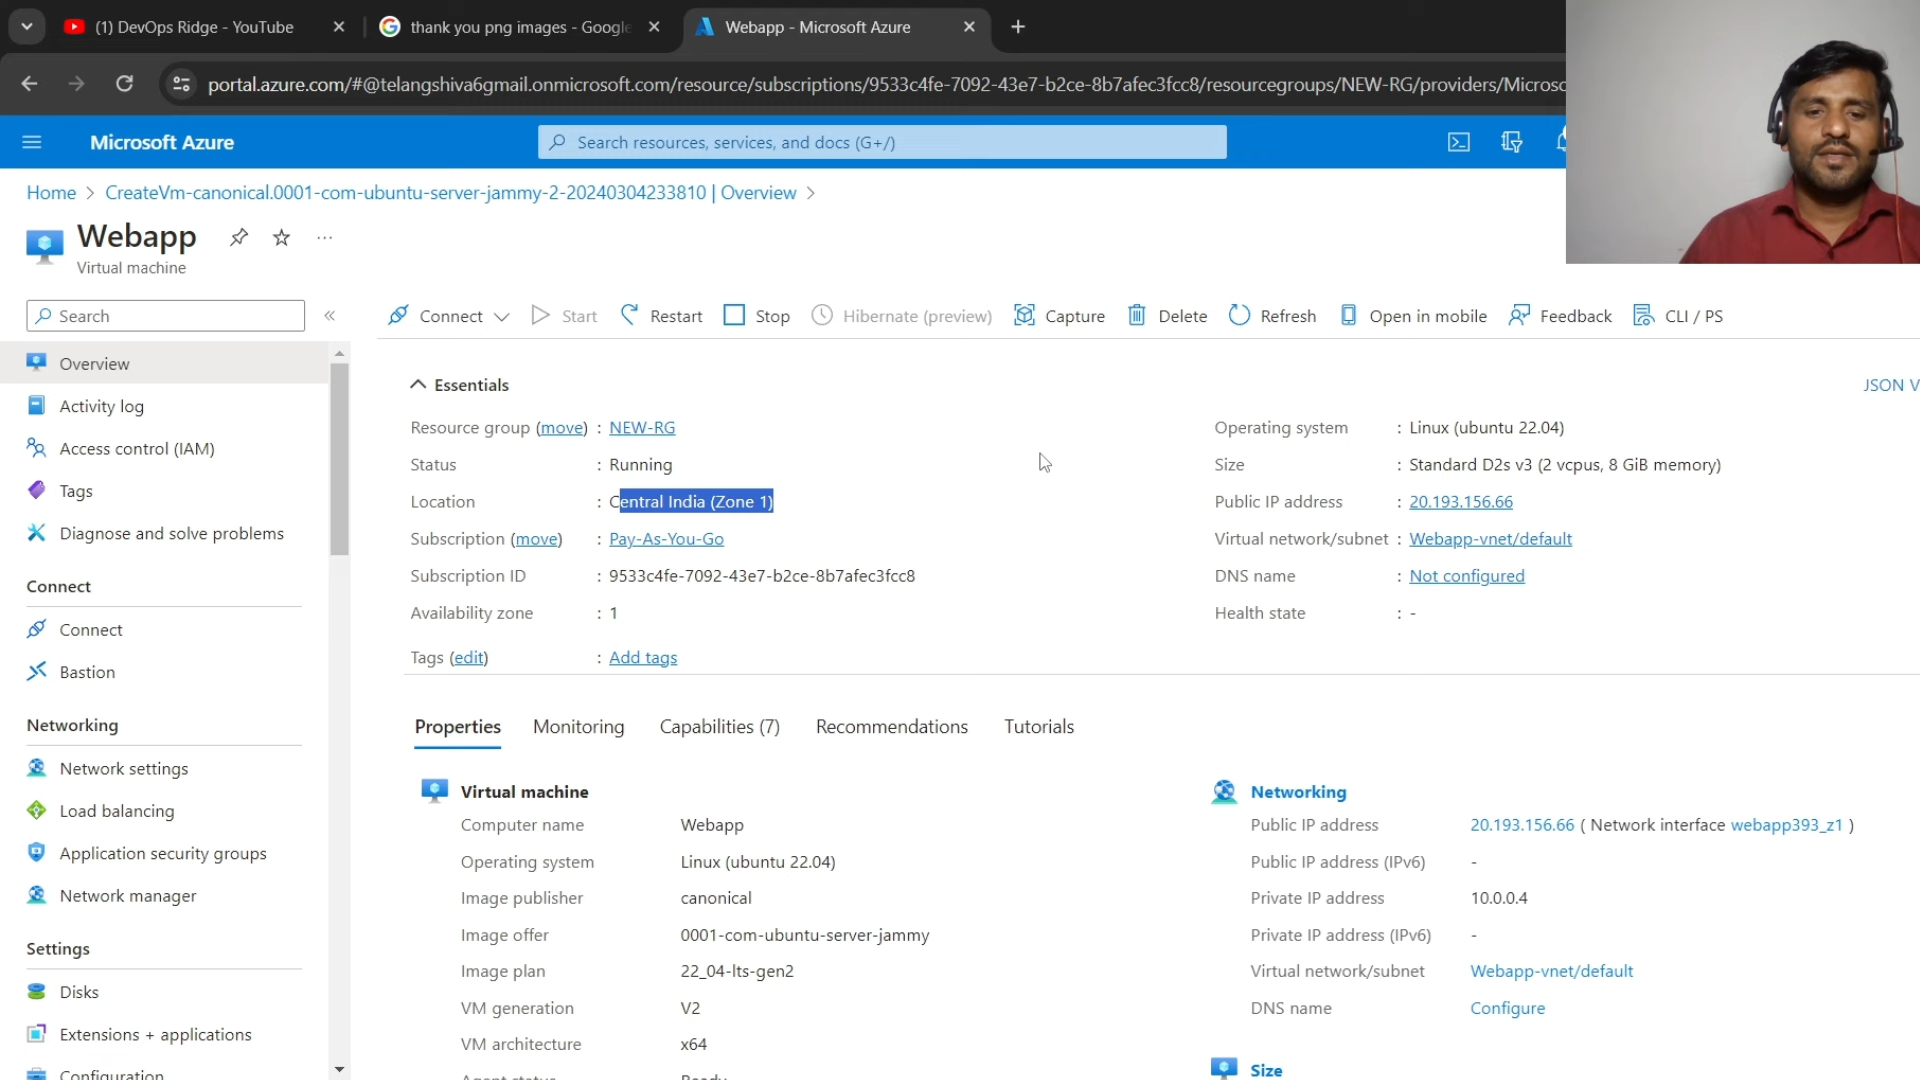 (1) DevOps Ridge - YouTube
thank you png images - Google
Webapp - Microsoft Azure
portal.azure.com/#@telangshiva6gmail.onmicrosoft.com/resource/subscriptions/9533c4fe-7092-43e7-b2ce-8b7afec3fcc8/resourcegroups/NEW-RG/providers/Microso
Microsoft Azure
Search resources, services, and docs (G+/)
Home > CreateVm-canonical.0001-com-ubuntu-server-jammy-2-20240304233810 | Overview >
Webapp
Virtual machine
Search
Connect
Start
Restart
Stop
Hibernate (preview)
Capture
Delete
Refresh
Open in mobile
Feedback
CLI / PS
Overview
Activity log
Access control (IAM)
Tags
Diagnose and solve problems
Connect
Connect
Bastion
Networking
Network settings
Load balancing
Application security groups
Network manager
Settings
Disks
Extensions + applications
Configuration
Essentials
JSON V
Resource group (move) : NEW-RG
Status : Running
Location : Central India (Zone 1)
Subscription (move) : Pay-As-You-Go
Subscription ID : 9533c4fe-7092-43e7-b2ce-8b7afec3fcc8
Availability zone : 1
Tags (edit) : Add tags
Operating system : Linux (ubuntu 22.04)
Size : Standard D2s v3 (2 vcpus, 8 GiB memory)
Public IP address : 20.193.156.66
Virtual network/subnet : Webapp-vnet/default
DNS name : Not configured
Health state : -
Properties
Monitoring
Capabilities (7)
Recommendations
Tutorials
Virtual machine
Computer name Webapp
Operating system Linux (ubuntu 22.04)
Image publisher canonical
Image offer 0001-com-ubuntu-server-jammy
Image plan 22_04-lts-gen2
VM generation V2
VM architecture x64
Agent status Ready
Networking
Public IP address 20.193.156.66 ( Network interface webapp393_z1 )
Public IP address (IPv6) -
Private IP address 10.0.0.4
Private IP address (IPv6) -
Virtual network/subnet Webapp-vnet/default
DNS name Configure
Size